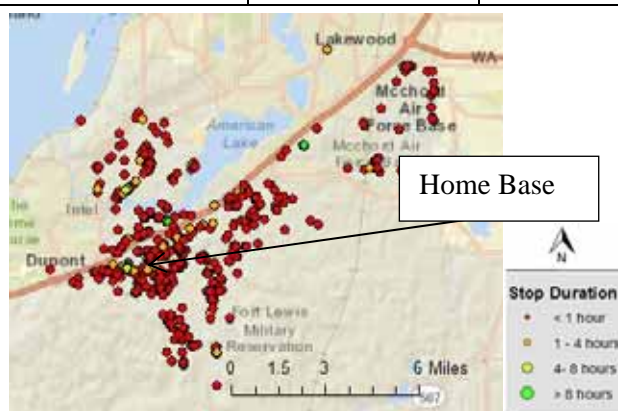 Lakewood
WA
Mcchord
Air
Force Base
American
Lake
Mcchord Air
Home Base
Intel
Dupont
N
Fort Lewis
Military
Reservation
Stop Duration
< 1 hour
1 - 4 hours
4- 8 hours
> 8 hours
0 1.5 3 6 Miles
507